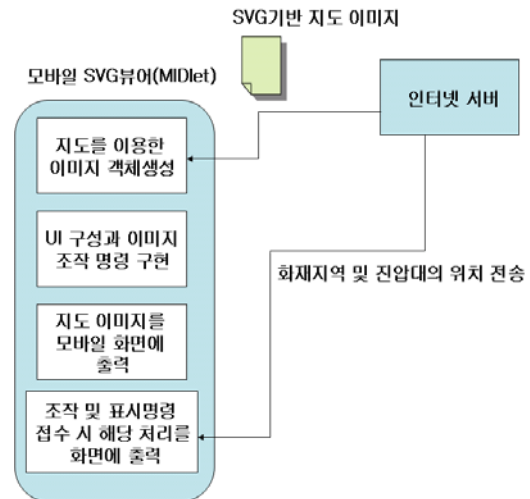 SVG기반 지도 이미지
모바일 SVG뷰어(MIDlet)
인터넷 서버
지도를 이용한
이미지 객체생성
UI 구성과 이미지
조작 명령 구현
화재지역 및 진압대의 위치 전송
지도 이미지를
모바일 화면에
출력
조작 및 표시명령
접수 시 해당 처리를
화면에 출력